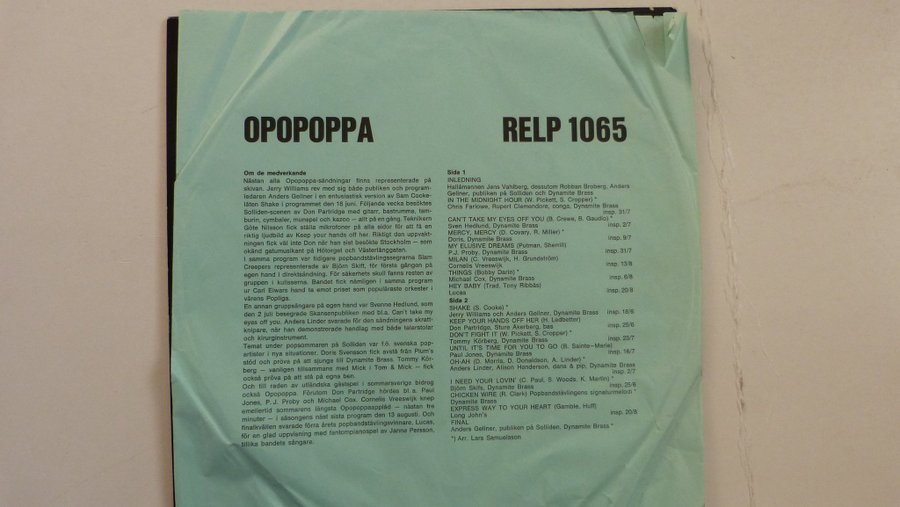 OPOPOPPA
RELP 1065
Om de medverkande
Nästan alla Opopoppa-sändningar finns representerade på
skivan. Jerry Williams rev med sig både publiken och program-
ledaren Anders Gellner i en entusiastisk version av Sam Cooke-
låten Shake i programmet den 18 juni. Följande vecka besöktes
Solliden-scenen av Don Partridge med gitarr, bastrumma, tam-
burin, cymbaler, munspel och kazoo — allt på en gång. Teknikern
Göte Nilsson fick ställa mikrofoner på alla sidor för att få en
riktig ljudbild av Keep your hands off her. Riktigt den uppvakt-
ningen fick väl inte Don när han sist besökte Stockholm — som
okänd gatumusikant på Hötorget och Västerlånggatan.
I samma program var tidigare popbandstävlingssegrarna Slam
Creepers representerade av Björn Skift, för första gången på
egen hand i direktsändning. För säkerhets skull fanns resten av
gruppen i kulisserna. Bandet fick nämligen i samma program
ur Carl Eiwars hand ta emot priset som populäraste orkester i
vårens Popliga.
En annan gruppsångare på egen hand var Svenne Hedlund, som
den 2 juli besegrade Skansenpubliken med bl.a. Can't take my
eyes off you. Anders Linder svarade för den sändningens skratt-
knipare, när han demonstrerade handlag med både talarstolar
och kirurginstrument.
Temat under popsommaren på Solliden var f.ö. svenska pop-
artister i nya situationer. Doris Svensson fick avstå från Plum's
stöd och pröva på att sjunga till Dynamite Brass. Tommy Kör-
berg — vanligen tillsammans med Mick i Tom & Mick — fick
också pröva på att stå på egna ben.
Och till raden av utländska gästspel i sommarserien bidrog
också Opopoppa. Förutom Don Partridge hördes bl.a. Paul
Jones, P.J. Proby och Michael Cox. Cornelis Vreeswijk knep
emellertid sommarens längsta Opopoppaapplåd — nästan tre
minuter — i säsongens näst sista program den 13 augusti. Och
finalkvällen svarade förra årets popbandstävlingsvinnare, Lucas,
för en glad uppvisning med fantompianospel av Janne Persson,
tillika bandets sångare.
Sida 1
INLEDNING
Hallåmannen Jans Vahlberg, dessutom Robban Broberg, Anders
Gellner, publiken på Solliden och Dynamite Brass
IN THE MIDNIGHT HOUR (W. Pickett, S. Cropper) *
Chris Farlowe, Rupert Clemendore, conga, Dynamite Brass
insp. 31/7
CAN'T TAKE MY EYES OFF YOU (B. Crewe, B. Gaudio) *
Sven Hedlund, Dynamite Brass insp. 2/7
MERCY, MERCY (D. Covary, R. Miller) *
Doris, Dynamite Brass insp. 9/7
MY ELUSIVE DREAMS (Putman, Sherrill)
P.J. Proby, Dynamite Brass insp. 31/7
MILAN (C. Vreeswijk, H. Grundström)
Cornelis Vreeswijk insp. 13/8
THINGS (Bobby Darin) *
Michael Cox, Dynamite Brass insp. 6/8
HEY BABY (Trad, Tony Ribbås)
Lucas insp. 20/8
Sida 2
SHAKE (S. Cooke) *
Jerry Williams och Anders Gellner, Dynamite Brass insp. 18/6
KEEP YOUR HANDS OFF HER (H. Ledbetter)
Don Partridge, Sture Åkerberg, bas insp. 25/6
DON'T FIGHT IT (W. Pickett, S. Cropper) *
Tommy Körberg, Dynamite Brass insp. 23/7
UNTIL IT'S TIME FOR YOU TO GO (B. Sainte-Marie)
Paul Jones, Dynamite Brass insp. 16/7
OH-AH (O. Morris, D. Donaldson, A. Linder) *
Anders Linder, Alison Henderson, dans & pip, Dynamite Brass
insp. 2/7
I NEED YOUR LOVIN' (C. Paul, S. Woods, K. Martin) *
Björn Skifs, Dynamite Brass insp. 25/6
CHICKEN WIRE (R. Clark) Popbandstävlingens signaturmelodi *
Dynamite Brass
EXPRESS WAY TO YOUR HEART (Gamble, Huff)
Long John's insp. 20/8
FINAL
Anders Gellner, publiken på Solliden, Dynamite Brass *
*) Arr. Lars Samuelsson